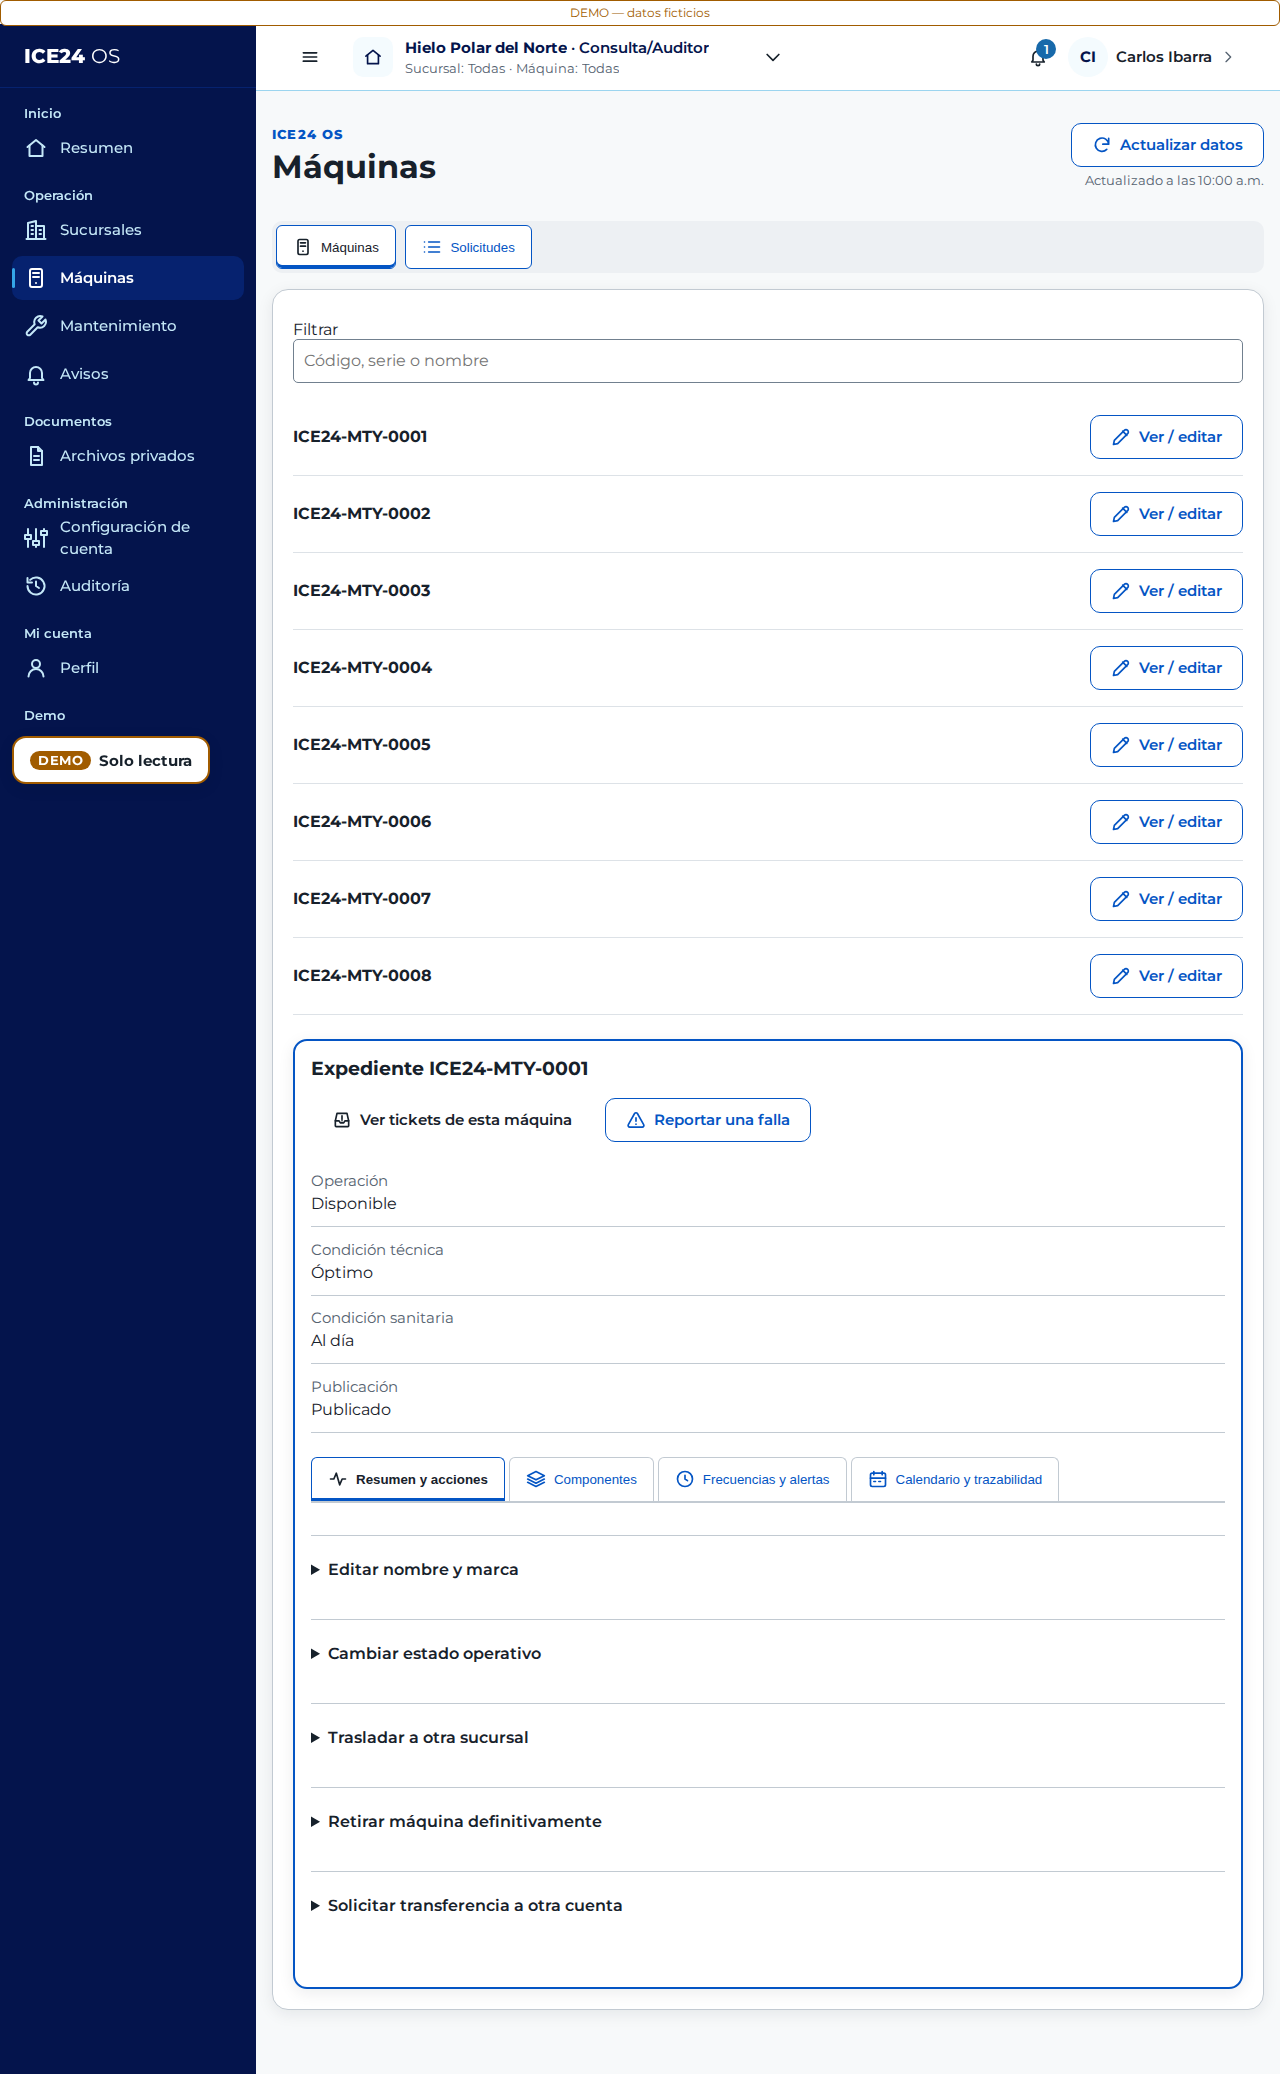 DEMO — datos ficticios
ICE24 OS
Inicio
Resumen
Operación
Sucursales
Máquinas
Mantenimiento
Avisos
Documentos
Archivos privados
Administración
Configuración de
cuenta
Auditoría
Mi cuenta
Perfil
Demo
DEMO Solo lectura
Hielo Polar del Norte · Consulta/Auditor
Sucursal: Todas · Máquina: Todas
1
CI Carlos Ibarra
ICE24 OS
Máquinas
Actualizar datos
Actualizado a las 10:00 a.m.
Máquinas Solicitudes
Filtrar
Código, serie o nombre
ICE24-MTY-0001 Ver / editar
ICE24-MTY-0002 Ver / editar
ICE24-MTY-0003 Ver / editar
ICE24-MTY-0004 Ver / editar
ICE24-MTY-0005 Ver / editar
ICE24-MTY-0006 Ver / editar
ICE24-MTY-0007 Ver / editar
ICE24-MTY-0008 Ver / editar
Expediente ICE24-MTY-0001
Ver tickets de esta máquina Reportar una falla
Operación
Disponible
Condición técnica
Óptimo
Condición sanitaria
Al día
Publicación
Publicado
Resumen y acciones Componentes Frecuencias y alertas Calendario y trazabilidad
Editar nombre y marca
Cambiar estado operativo
Trasladar a otra sucursal
Retirar máquina definitivamente
Solicitar transferencia a otra cuenta